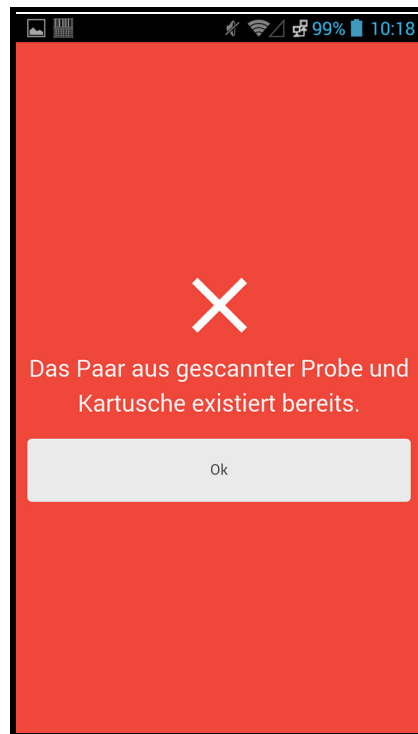 99% 10:18
Das Paar aus gescannter Probe und
Kartusche existiert bereits.
Ok